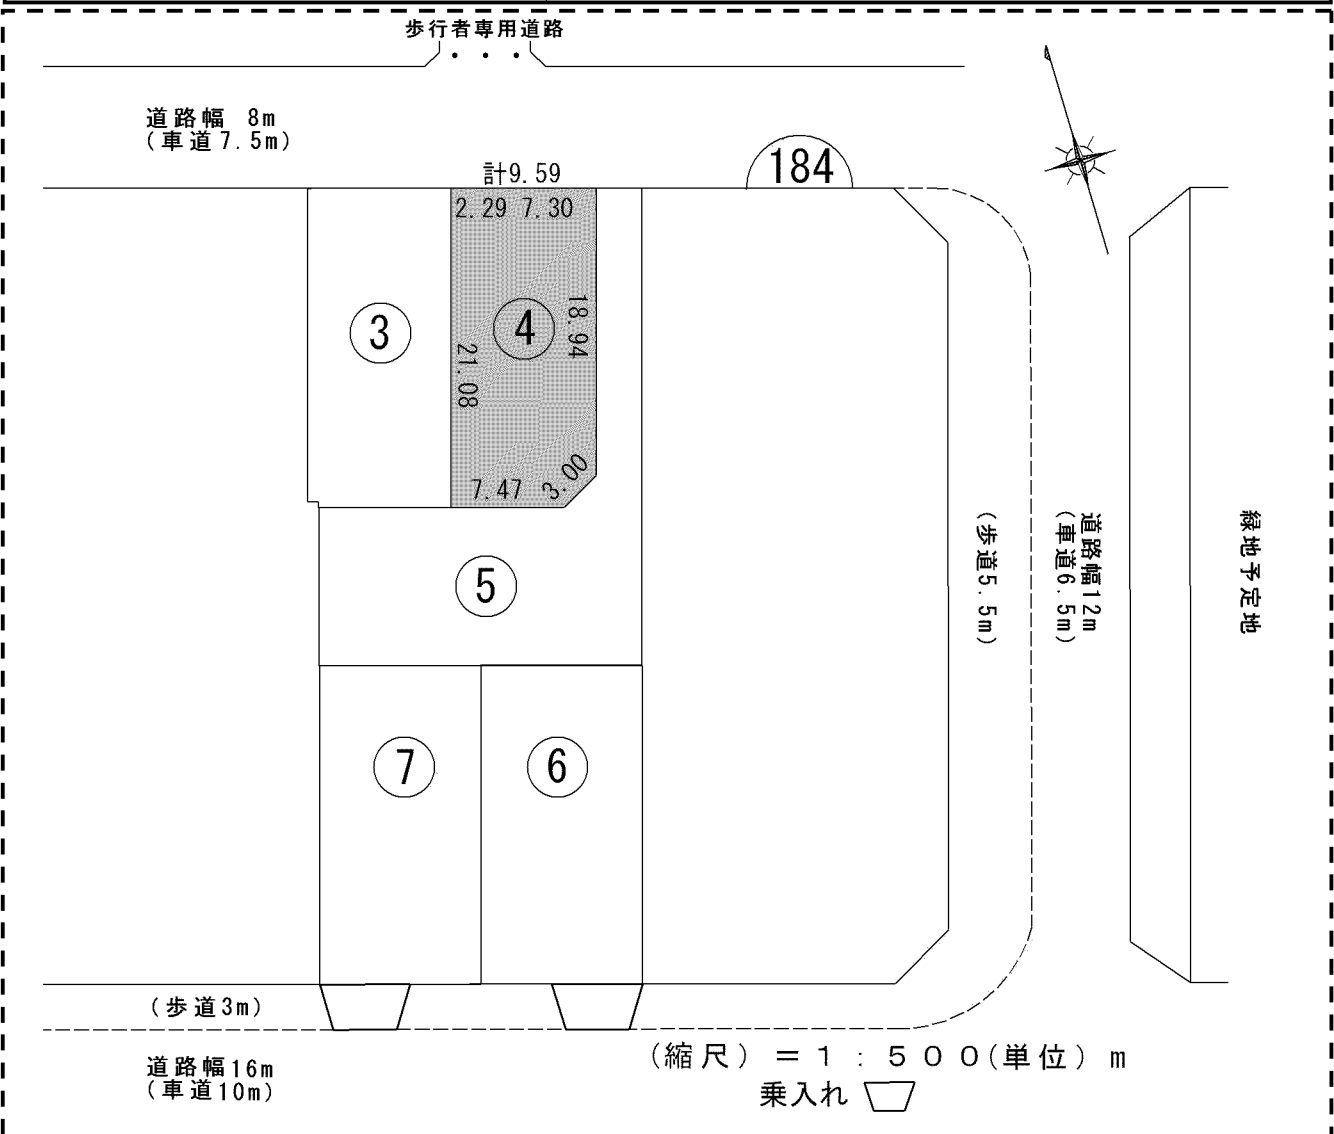 歩行者専用道路
道路幅 8m
(車道7.5m)
184
計9.59
2.29 7.30
3
4
18.94
21.08
7.47 3.00
5
(歩道5.5m)
道路幅12m
(車道6.5m)
緑地予定地
7
6
(歩道3m)
道路幅16m
(車道10m)
(縮尺) = 1 : 500(単位) m
乗入れ